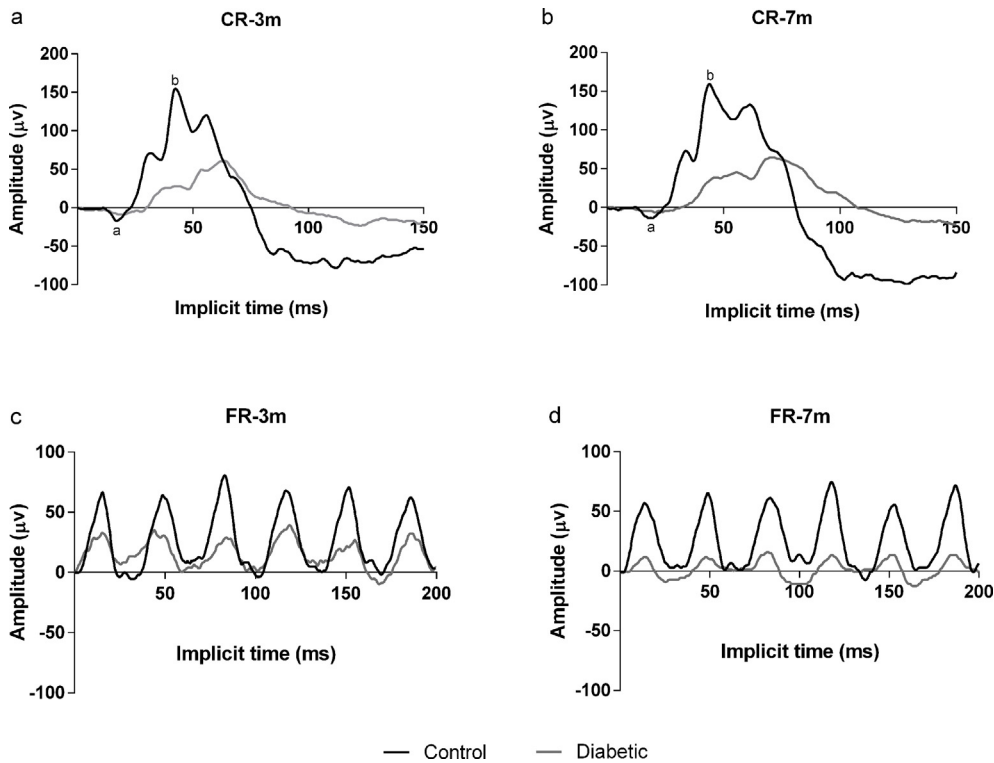 a
CR-3m
200
150
100
50
0
-50
-100
50
100
150
b
a
Amplitude (μv)
Implicit time (ms)
b
CR-7m
200
150
100
50
0
-50
-100
50
100
150
b
a
Amplitude (μv)
Implicit time (ms)
c
FR-3m
100
50
0
-50
-100
50
100
150
200
Amplitude (μv)
Implicit time (ms)
d
FR-7m
100
50
0
-50
-100
50
100
150
200
Amplitude (μv)
Implicit time (ms)
Control
Diabetic